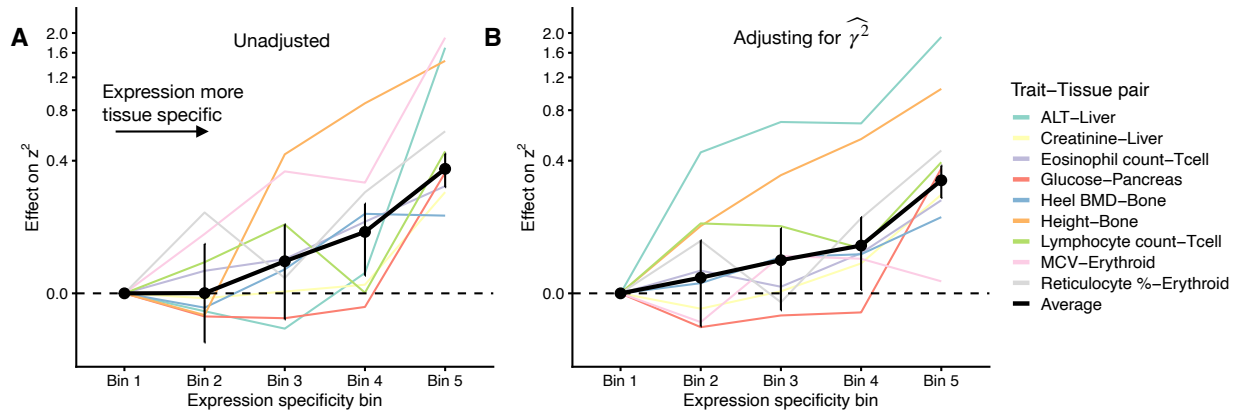 A
Unadjusted
Expression more
tissue specific
Effect on z²
2.0
1.6
1.2
0.8
0.4
0.0
Bin 1 Bin 2 Bin 3 Bin 4 Bin 5
Expression specificity bin
B
Adjusting for \widehat{γ²}
Effect on z²
2.0
1.6
1.2
0.8
0.4
0.0
Bin 1 Bin 2 Bin 3 Bin 4 Bin 5
Expression specificity bin
Trait−Tissue pair
ALT−Liver
Creatinine−Liver
Eosinophil count−Tcell
Glucose−Pancreas
Heel BMD−Bone
Height−Bone
Lymphocyte count−Tcell
MCV−Erythroid
Reticulocyte %−Erythroid
Average